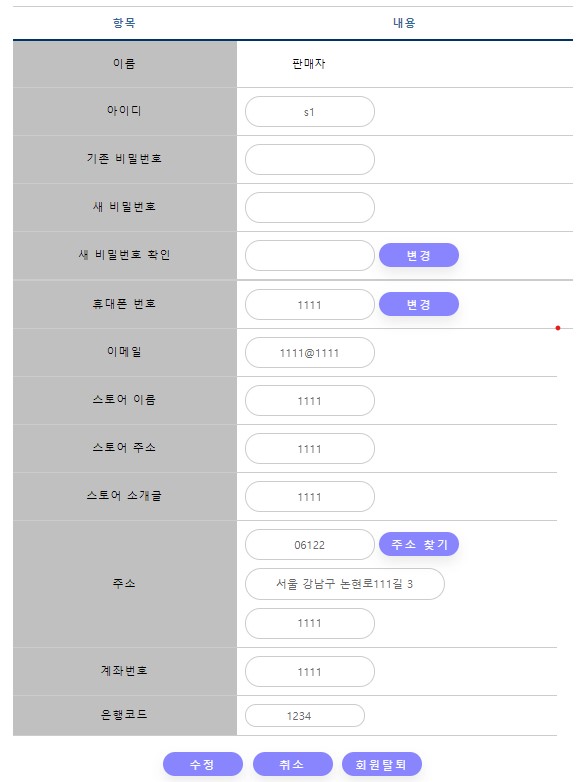 항목 내용
이름 판매자
아이디 s1
기존 비밀번호
새 비밀번호
새 비밀번호 확인 변경
휴대폰 번호 1111 변경
이메일 1111@1111
스토어 이름 1111
스토어 주소 1111
스토어 소개글 1111
주소 06122 주소 찾기
서울 강남구 논현로111길 3
1111
계좌번호 1111
은행코드 1234
수정 취소 회원탈퇴